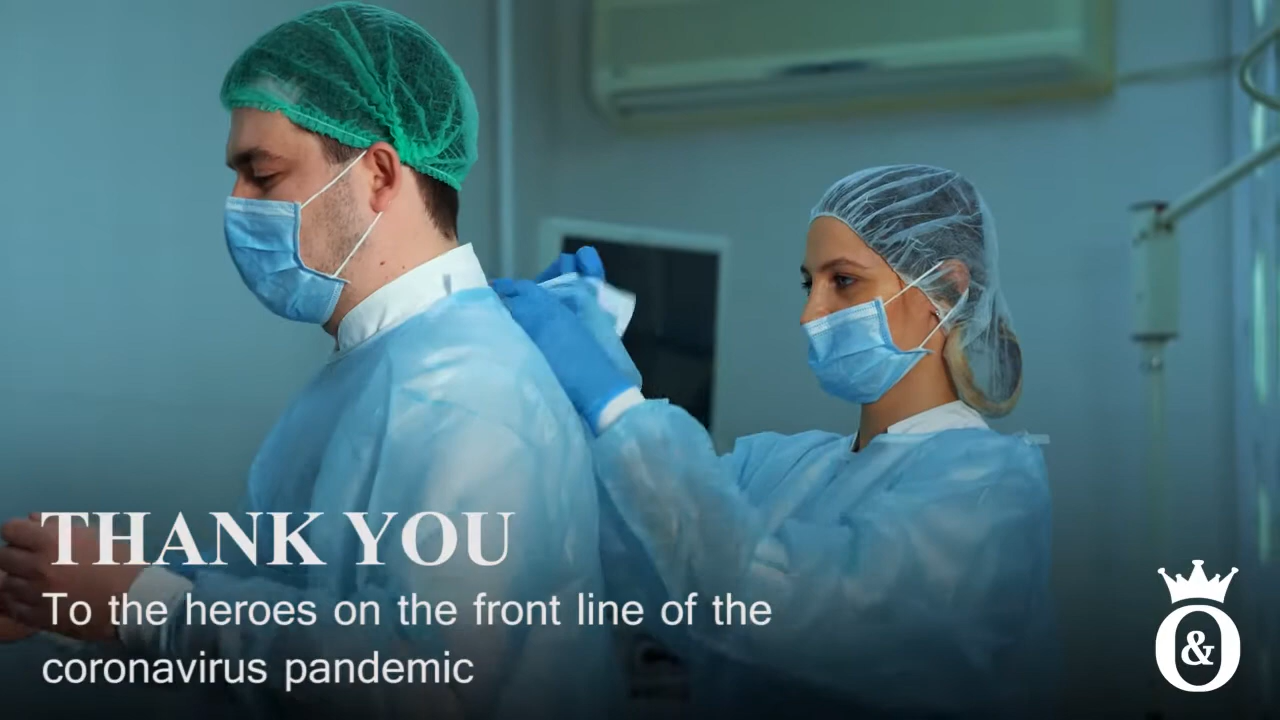 THANK YOU
To the heroes on the front line of the
coronavirus pandemic
&